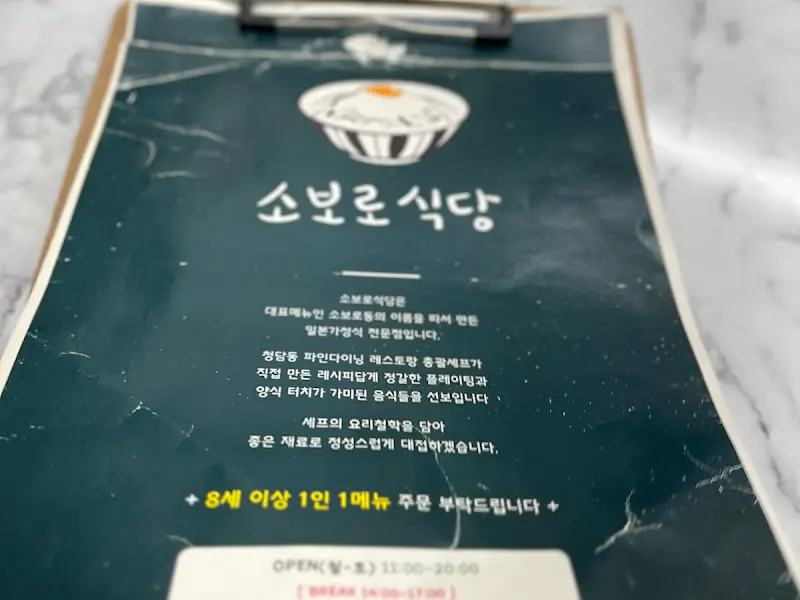 소보로식당
소보로식당은
대표메뉴인 소보로동의 이름을 따서 만든
일본가정식 전문점입니다.
청담동 파인다이닝 레스토랑 총괄셰프가
직접 만든 레시피답게 정갈한 플레이팅과
양식 터치가 가미된 음식들을 선보입니다
셰프의 요리철학을 담아
좋은 재료로 정성스럽게 대접하겠습니다.
+ 8세 이상 1인 1메뉴 주문 부탁드립니다 +
OPEN(월-토) 11:00-20:00
[ BREAK 14:00-17:00 ]